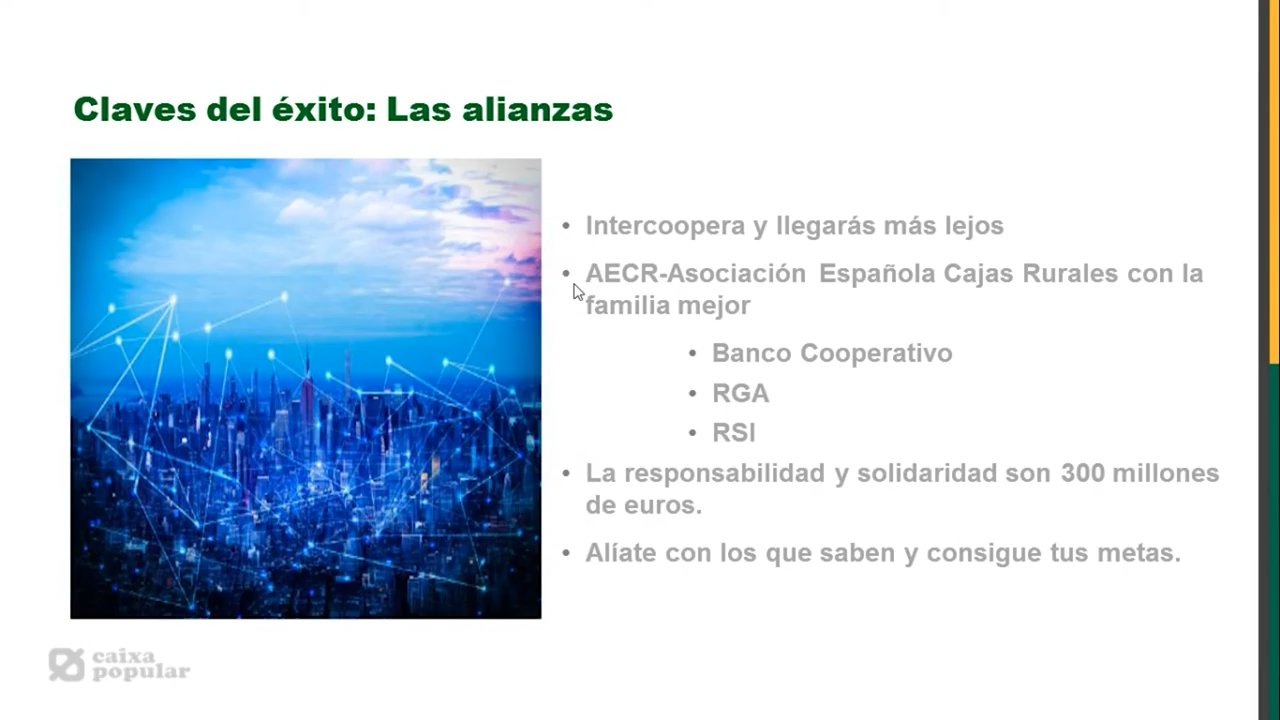 Claves del éxito: Las alianzas
• Intercoopera y llegarás más lejos
• AECR-Asociación Española Cajas Rurales con la
familia mejor
• Banco Cooperativo
• RGA
• RSI
• La responsabilidad y solidaridad son 300 millones
de euros.
• Alíate con los que saben y consigue tus metas.
caixa
popular